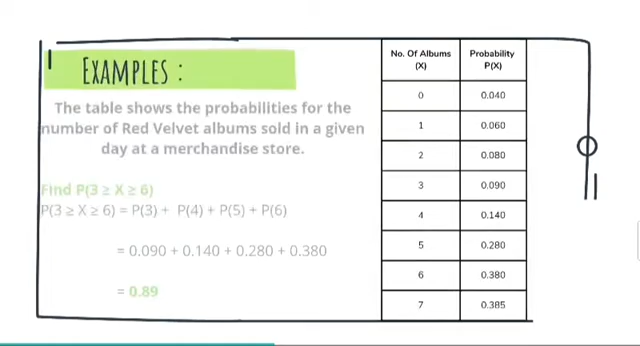 EXAMPLES :
The table shows the probabilities for the
number of Red Velvet albums sold in a given
day at a merchandise store.
Find P(3 ≥ X ≥ 6)
P(3 ≥ X ≥ 6) = P(3) + P(4) + P(5) + P(6)
= 0.090 + 0.140 + 0.280 + 0.380
= 0.89
No. Of Albums (X) Probability P(X)
0 0.040
1 0.060
2 0.080
3 0.090
4 0.140
5 0.280
6 0.380
7 0.385